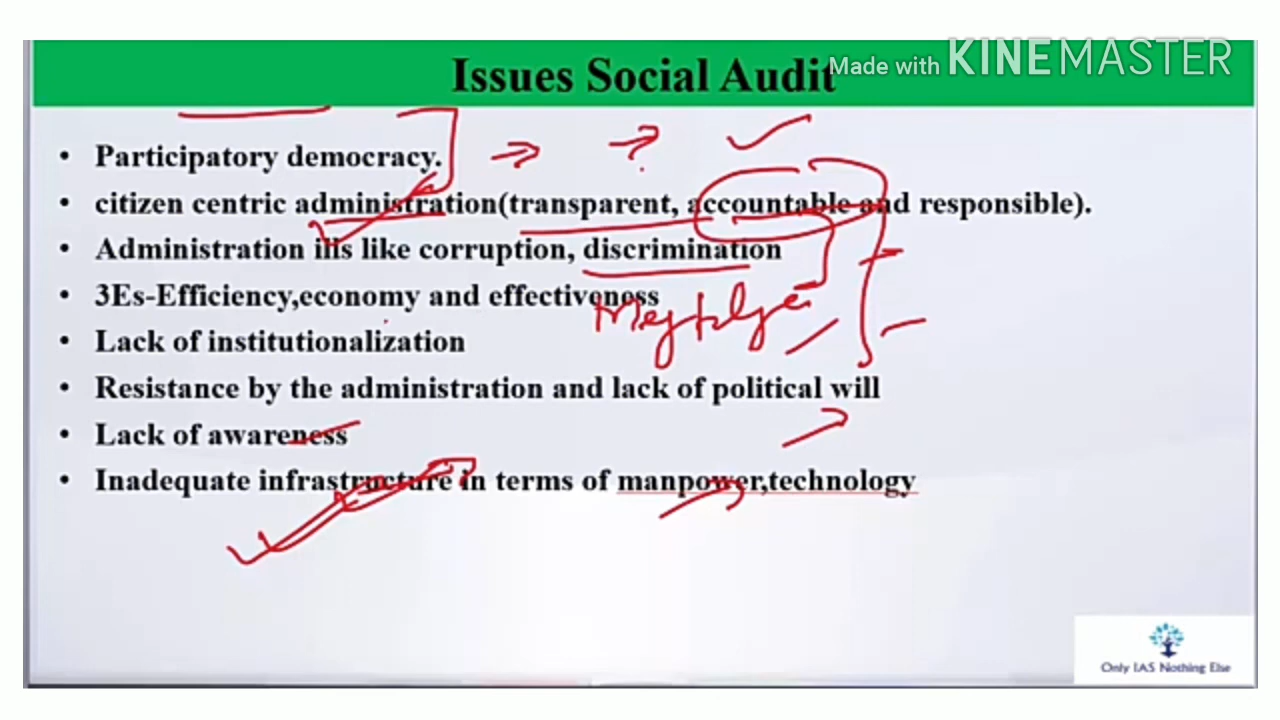 Issues Social Audit
Made with KINEMASTER
• Participatory democracy.
• citizen centric administration(transparent, accountable and responsible).
• Administration ills like corruption, discrimination
• 3Es-Efficiency,economy and effectiveness
• Lack of institutionalization
• Resistance by the administration and lack of political will
• Lack of awareness
• Inadequate infrastructure in terms of manpower,technology
Only IAS Nothing Else